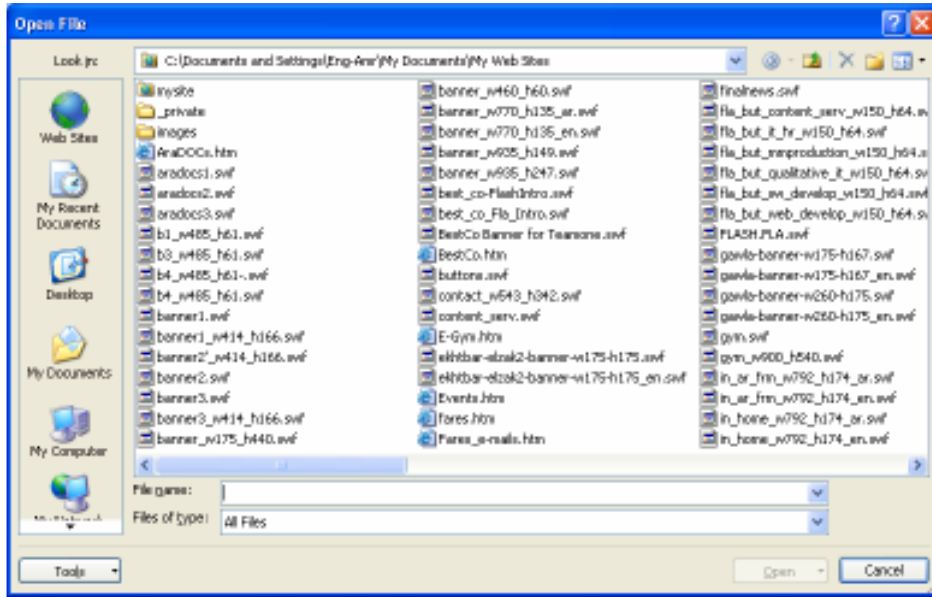 Open File
Look in:
C:\Documents and Settings\Eng-Amr\My Documents\My Web Sites
Web Sites
My Recent
Documents
Desktop
My Documents
My Computer
mysite
_private
images
AraDOCs.htm
aradocs1.swf
aradocs2.swf
aradocs3.swf
b1_w485_h61.swf
b3_w485_h61.swf
b4_w485_h61-.swf
b4_w485_h61.swf
banner1.swf
banner1_w414_h166.swf
banner2'_w414_h166.swf
banner2.swf
banner3.swf
banner3_w414_h166.swf
banner_w175_h440.swf
banner_w460_h60.swf
banner_w770_h135_ar.swf
banner_w770_h135_en.swf
banner_w935_h149.swf
banner_w935_h247.swf
best_co-FlashIntro.swf
best_co_Fla_Intro.swf
BestCo Banner for Teamone.swf
BestCo.htm
buttons.swf
contact_w543_h342.swf
content_serv.swf
E-Gym.htm
ekhtbar-elzak2-banner-w175-h175.swf
ekhtbar-elzak2-banner-w175-h175_en.swf
Events.htm
fares.htm
Fares_e-mails.htm
finalnews.swf
fla_but_content_serv_w150_h64.sw
fla_but_it_hr_w150_h64.swf
fla_but_mmproduction_w150_h64.s
fla_but_qualitative_it_w150_h64.sv
fla_but_sw_develop_w150_h64.swf
fla_but_web_develop_w150_h64.sv
FLASH.FLA.swf
gawla-banner-w175-h167.swf
gawla-banner-w175-h167_en.swf
gawla-banner-w260-h175.swf
gawla-banner-w260-h175_en.swf
gym.swf
gym_w900_h540.swf
in_ar_frm_w792_h174_ar.swf
in_ar_frm_w792_h174_en.swf
in_home_w792_h174_ar.swf
in_home_w792_h174_en.swf
File name:
Files of type:
All Files
Tools
Open
Cancel